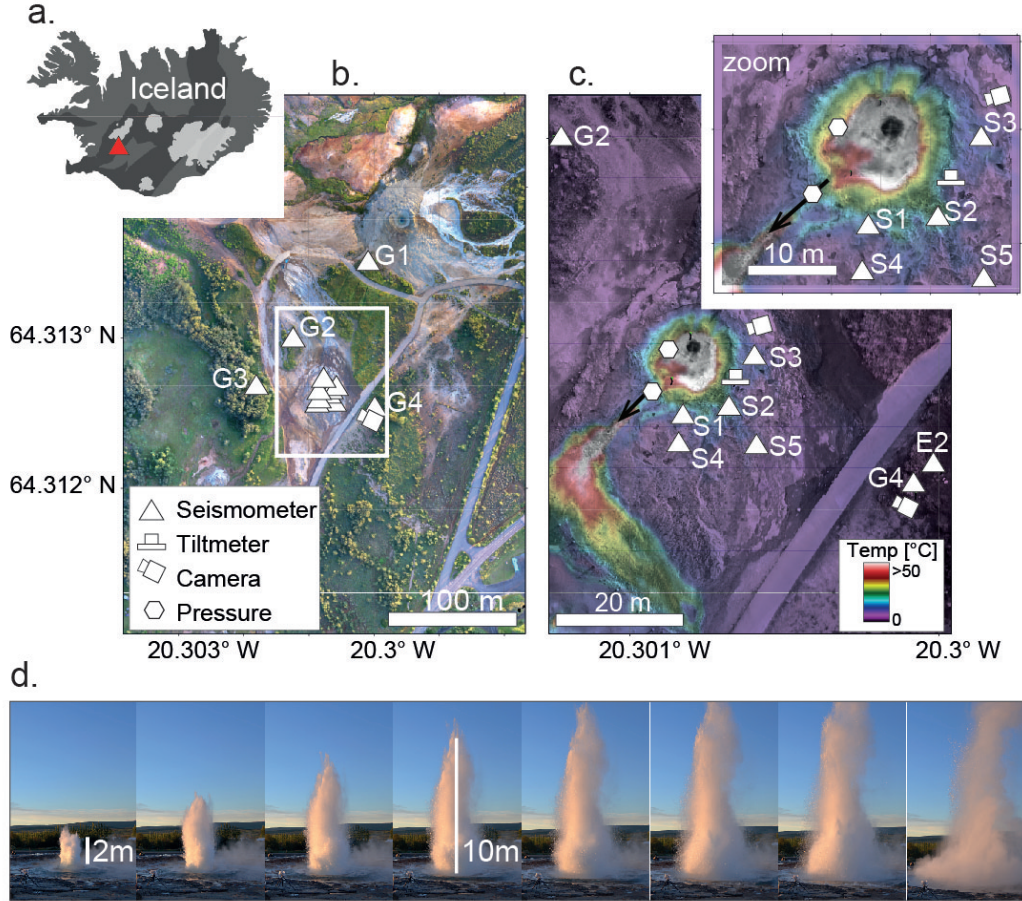 a.
Iceland
b.
G1
G2
G3
G4
64.313° N
64.312° N
Seismometer
Tiltmeter
Camera
Pressure
100 m
20.303° W
20.3° W
c.
G2
zoom
S3
S2
S1
S4
S5
10 m
S3
S2
S1
S4
S5
E2
G4
Temp [°C]
>50
0
20 m
20.301° W
20.3° W
d.
2m
10m